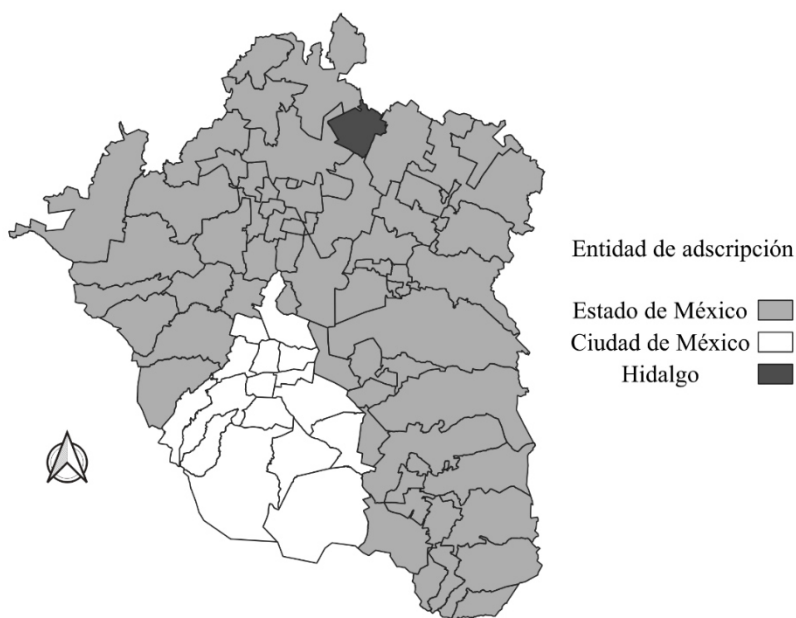 Entidad de adscripción
Estado de México
Ciudad de México
Hidalgo